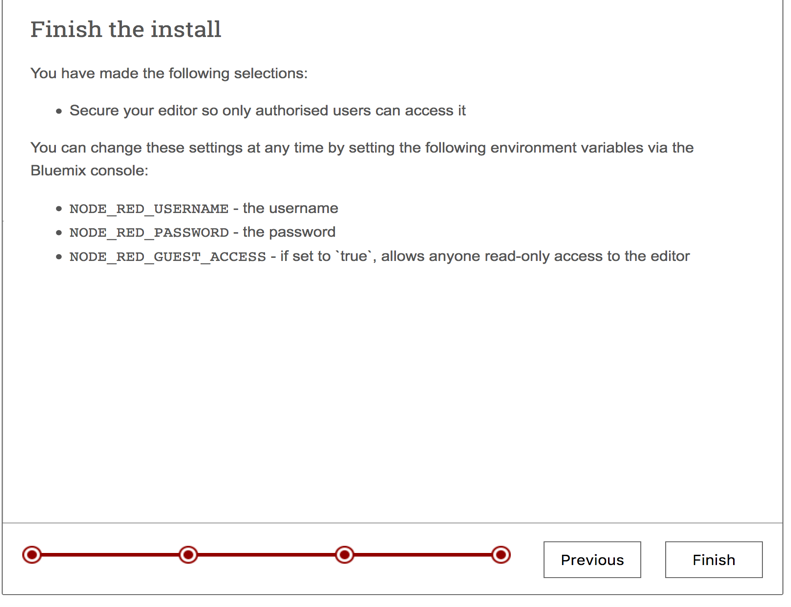 Finish the install
You have made the following selections:
• Secure your editor so only authorised users can access it
You can change these settings at any time by setting the following environment variables via the
Bluemix console:
• NODE_RED_USERNAME - the username
• NODE_RED_PASSWORD - the password
• NODE_RED_GUEST_ACCESS - if set to `true`, allows anyone read-only access to the editor
Previous
Finish